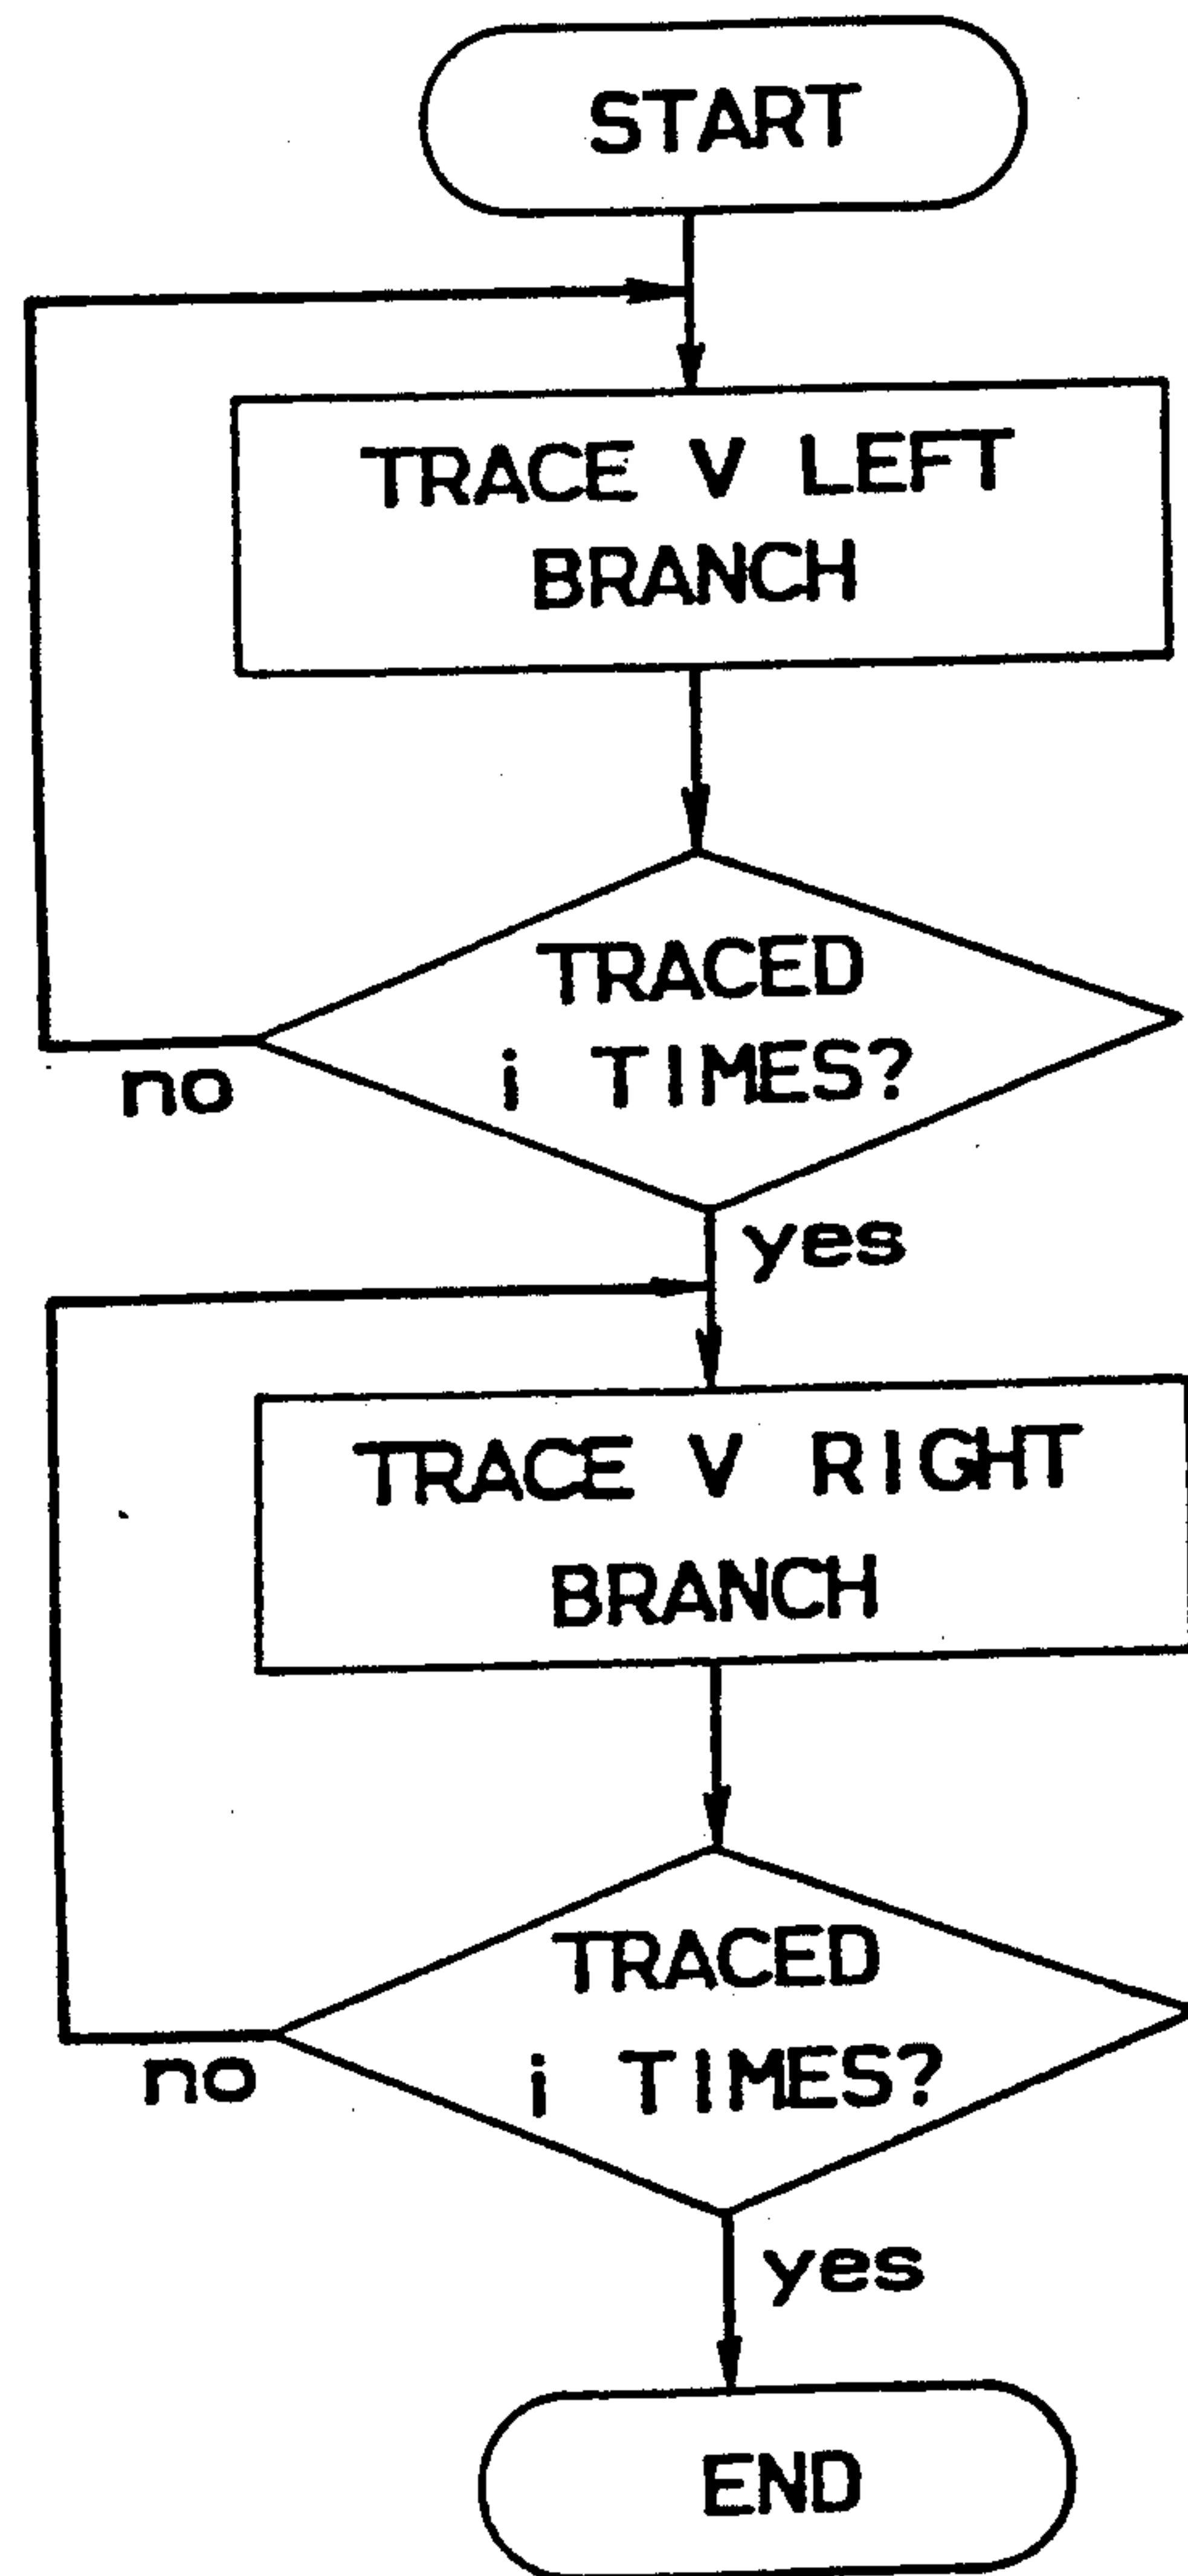 START
TRACE V LEFT
BRANCH
TRACED
i TIMES?
no
yes
TRACE V RIGHT
BRANCH
TRACED
i TIMES?
no
yes
END